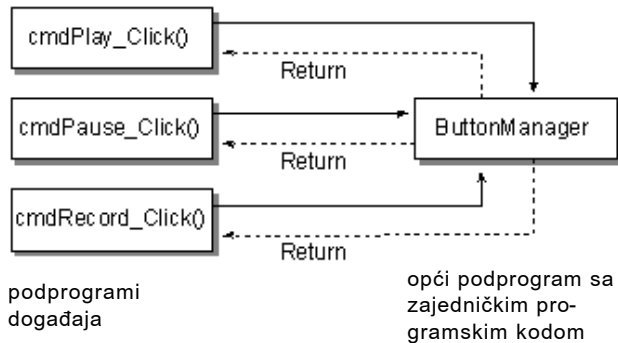 cmdPlay_Click()
Return
cmdPause_Click()
ButtonManager
Return
cmdRecord_Click()
Return
podprogrami
događaja
opći podprogram sa
zajedničkim pro-
gramskim kodom